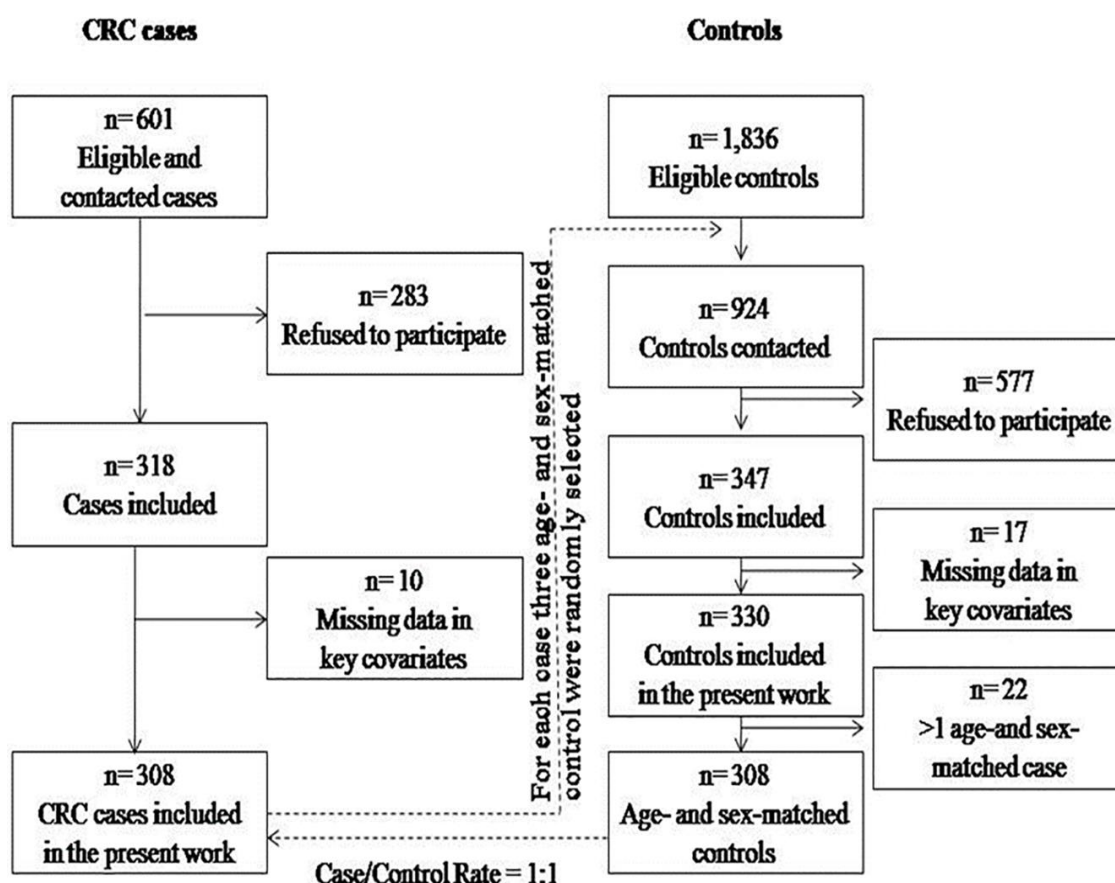 CRC cases
n=601
Eligible and
contacted cases
n=283
Refused to participate
n=318
Cases included
n=10
Missing data in
key covariates
n=308
CRC cases included
in the present work
For each case three age- and sex-matched
control were randomly selected
Case/Control Rate = 1:1
Controls
n=1,836
Eligible controls
n=924
Controls contacted
n=577
Refused to participate
n=347
Controls included
n=17
Missing data in
key covariates
n=330
Controls included
in the present work
n=22
>1 age-and sex-
matched case
n=308
Age- and sex-matched
controls